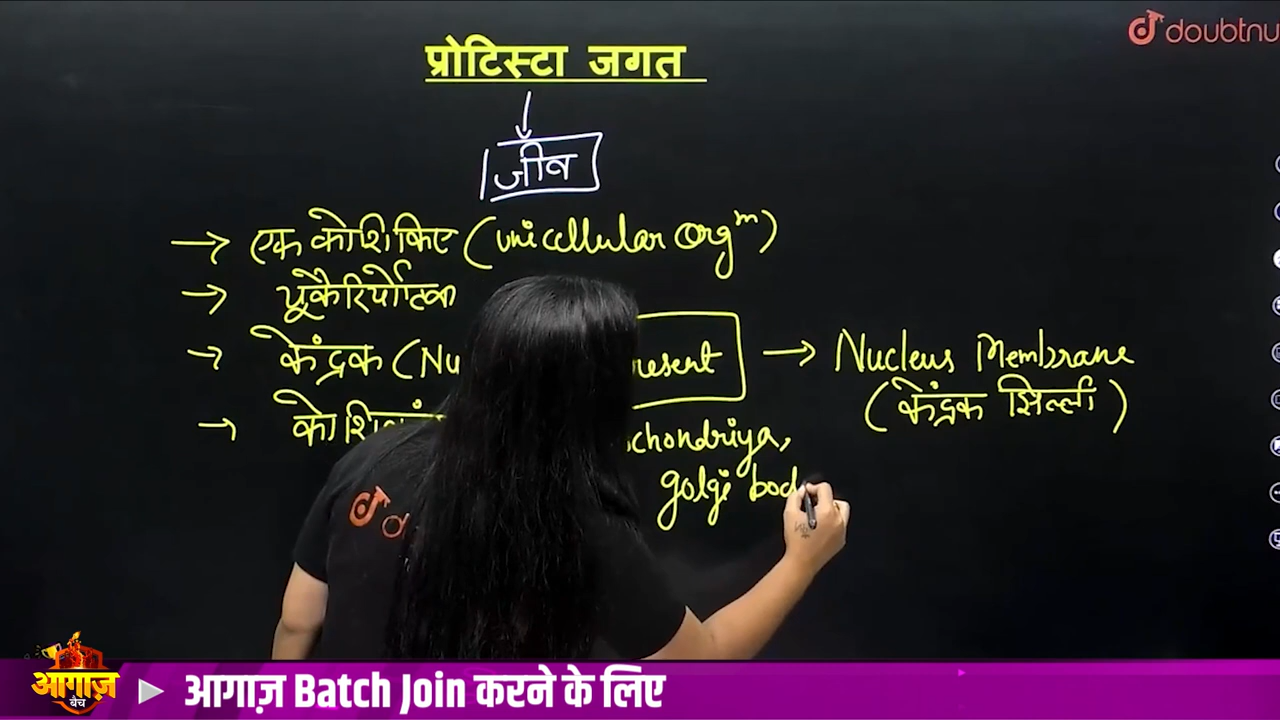 doubtnut
प्रोटिस्टा जगत
जीव
→ एक कोशिकिए (unicellular Orgᵐ)
→ यूकैरियोटिक
→ केंद्रक (Nu resent → Nucleus Membrane
(केंद्रक झिल्ली)
→ chondriya,
golgi bod
आगाज़
बैच
आगाज़ Batch Join करने के लिए